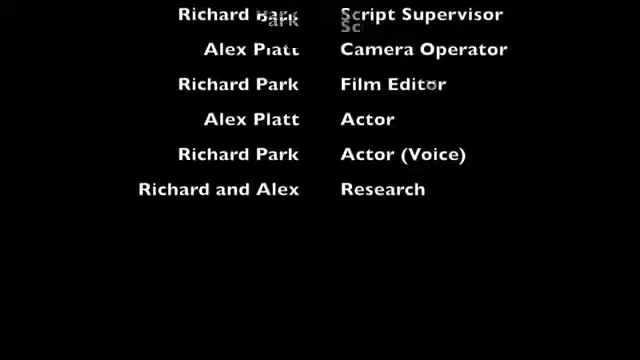 Richard Park Script Supervisor
Alex Platt Camera Operator
Richard Park Film Editor
Alex Platt Actor
Richard Park Actor (Voice)
Richard and Alex Research